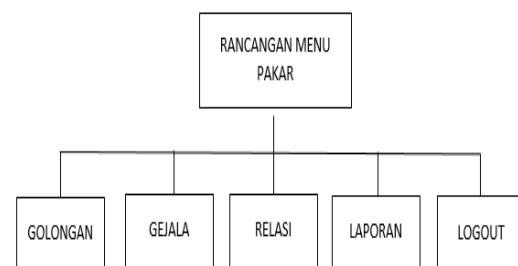 RANCANGAN MENU
PAKAR
GOLONGAN
GEJALA
RELASI
LAPORAN
LOGOUT